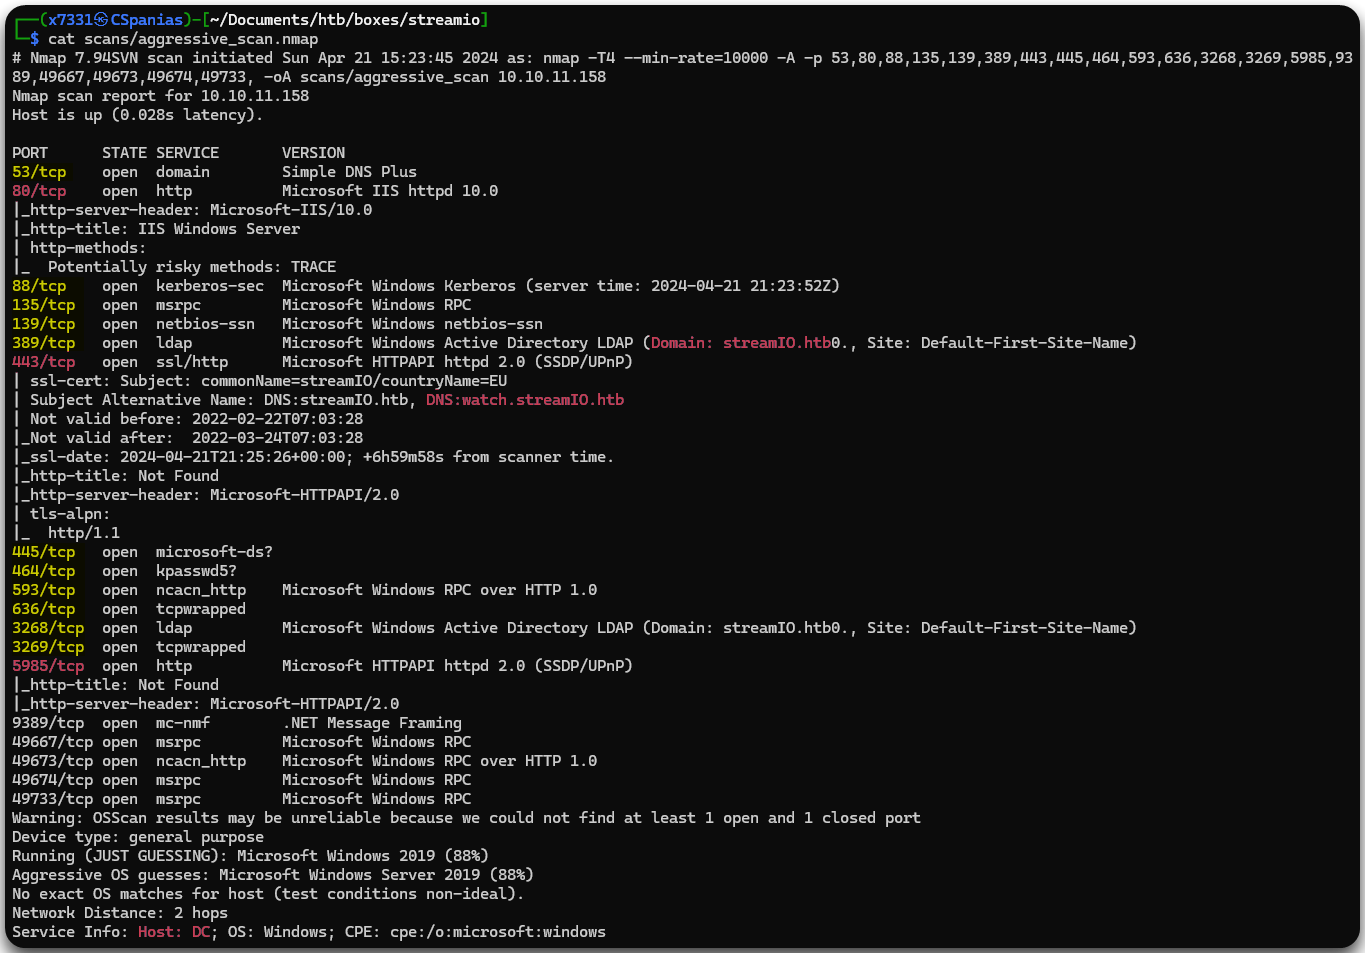 ┌──(x7331㉿CSpanias)-[~/Documents/htb/boxes/streamio]
└─$ cat scans/aggressive_scan.nmap
# Nmap 7.94SVN scan initiated Sun Apr 21 15:23:45 2024 as: nmap -T4 --min-rate=10000 -A -p 53,80,88,135,139,389,443,445,464,593,636,3268,3269,5985,93
89,49667,49673,49674,49733, -oA scans/aggressive_scan 10.10.11.158
Nmap scan report for 10.10.11.158
Host is up (0.028s latency).
PORT      STATE SERVICE       VERSION
53/tcp    open  domain        Simple DNS Plus
80/tcp    open  http          Microsoft IIS httpd 10.0
|_http-server-header: Microsoft-IIS/10.0
|_http-title: IIS Windows Server
| http-methods:
|_  Potentially risky methods: TRACE
88/tcp    open  kerberos-sec  Microsoft Windows Kerberos (server time: 2024-04-21 21:23:52Z)
135/tcp   open  msrpc         Microsoft Windows RPC
139/tcp   open  netbios-ssn   Microsoft Windows netbios-ssn
389/tcp   open  ldap          Microsoft Windows Active Directory LDAP (Domain: streamIO.htb0., Site: Default-First-Site-Name)
443/tcp   open  ssl/http      Microsoft HTTPAPI httpd 2.0 (SSDP/UPnP)
| ssl-cert: Subject: commonName=streamIO/countryName=EU
| Subject Alternative Name: DNS:streamIO.htb, DNS:watch.streamIO.htb
| Not valid before: 2022-02-22T07:03:28
|_Not valid after:  2022-03-24T07:03:28
|_ssl-date: 2024-04-21T21:25:26+00:00; +6h59m58s from scanner time.
|_http-title: Not Found
|_http-server-header: Microsoft-HTTPAPI/2.0
| tls-alpn:
|_  http/1.1
445/tcp   open  microsoft-ds?
464/tcp   open  kpasswd5?
593/tcp   open  ncacn_http    Microsoft Windows RPC over HTTP 1.0
636/tcp   open  tcpwrapped
3268/tcp  open  ldap          Microsoft Windows Active Directory LDAP (Domain: streamIO.htb0., Site: Default-First-Site-Name)
3269/tcp  open  tcpwrapped
5985/tcp  open  http          Microsoft HTTPAPI httpd 2.0 (SSDP/UPnP)
|_http-title: Not Found
|_http-server-header: Microsoft-HTTPAPI/2.0
9389/tcp  open  mc-nmf        .NET Message Framing
49667/tcp open  msrpc         Microsoft Windows RPC
49673/tcp open  ncacn_http    Microsoft Windows RPC over HTTP 1.0
49674/tcp open  msrpc         Microsoft Windows RPC
49733/tcp open  msrpc         Microsoft Windows RPC
Warning: OSScan results may be unreliable because we could not find at least 1 open and 1 closed port
Device type: general purpose
Running (JUST GUESSING): Microsoft Windows 2019 (88%)
Aggressive OS guesses: Microsoft Windows Server 2019 (88%)
No exact OS matches for host (test conditions non-ideal).
Network Distance: 2 hops
Service Info: Host: DC; OS: Windows; CPE: cpe:/o:microsoft:windows